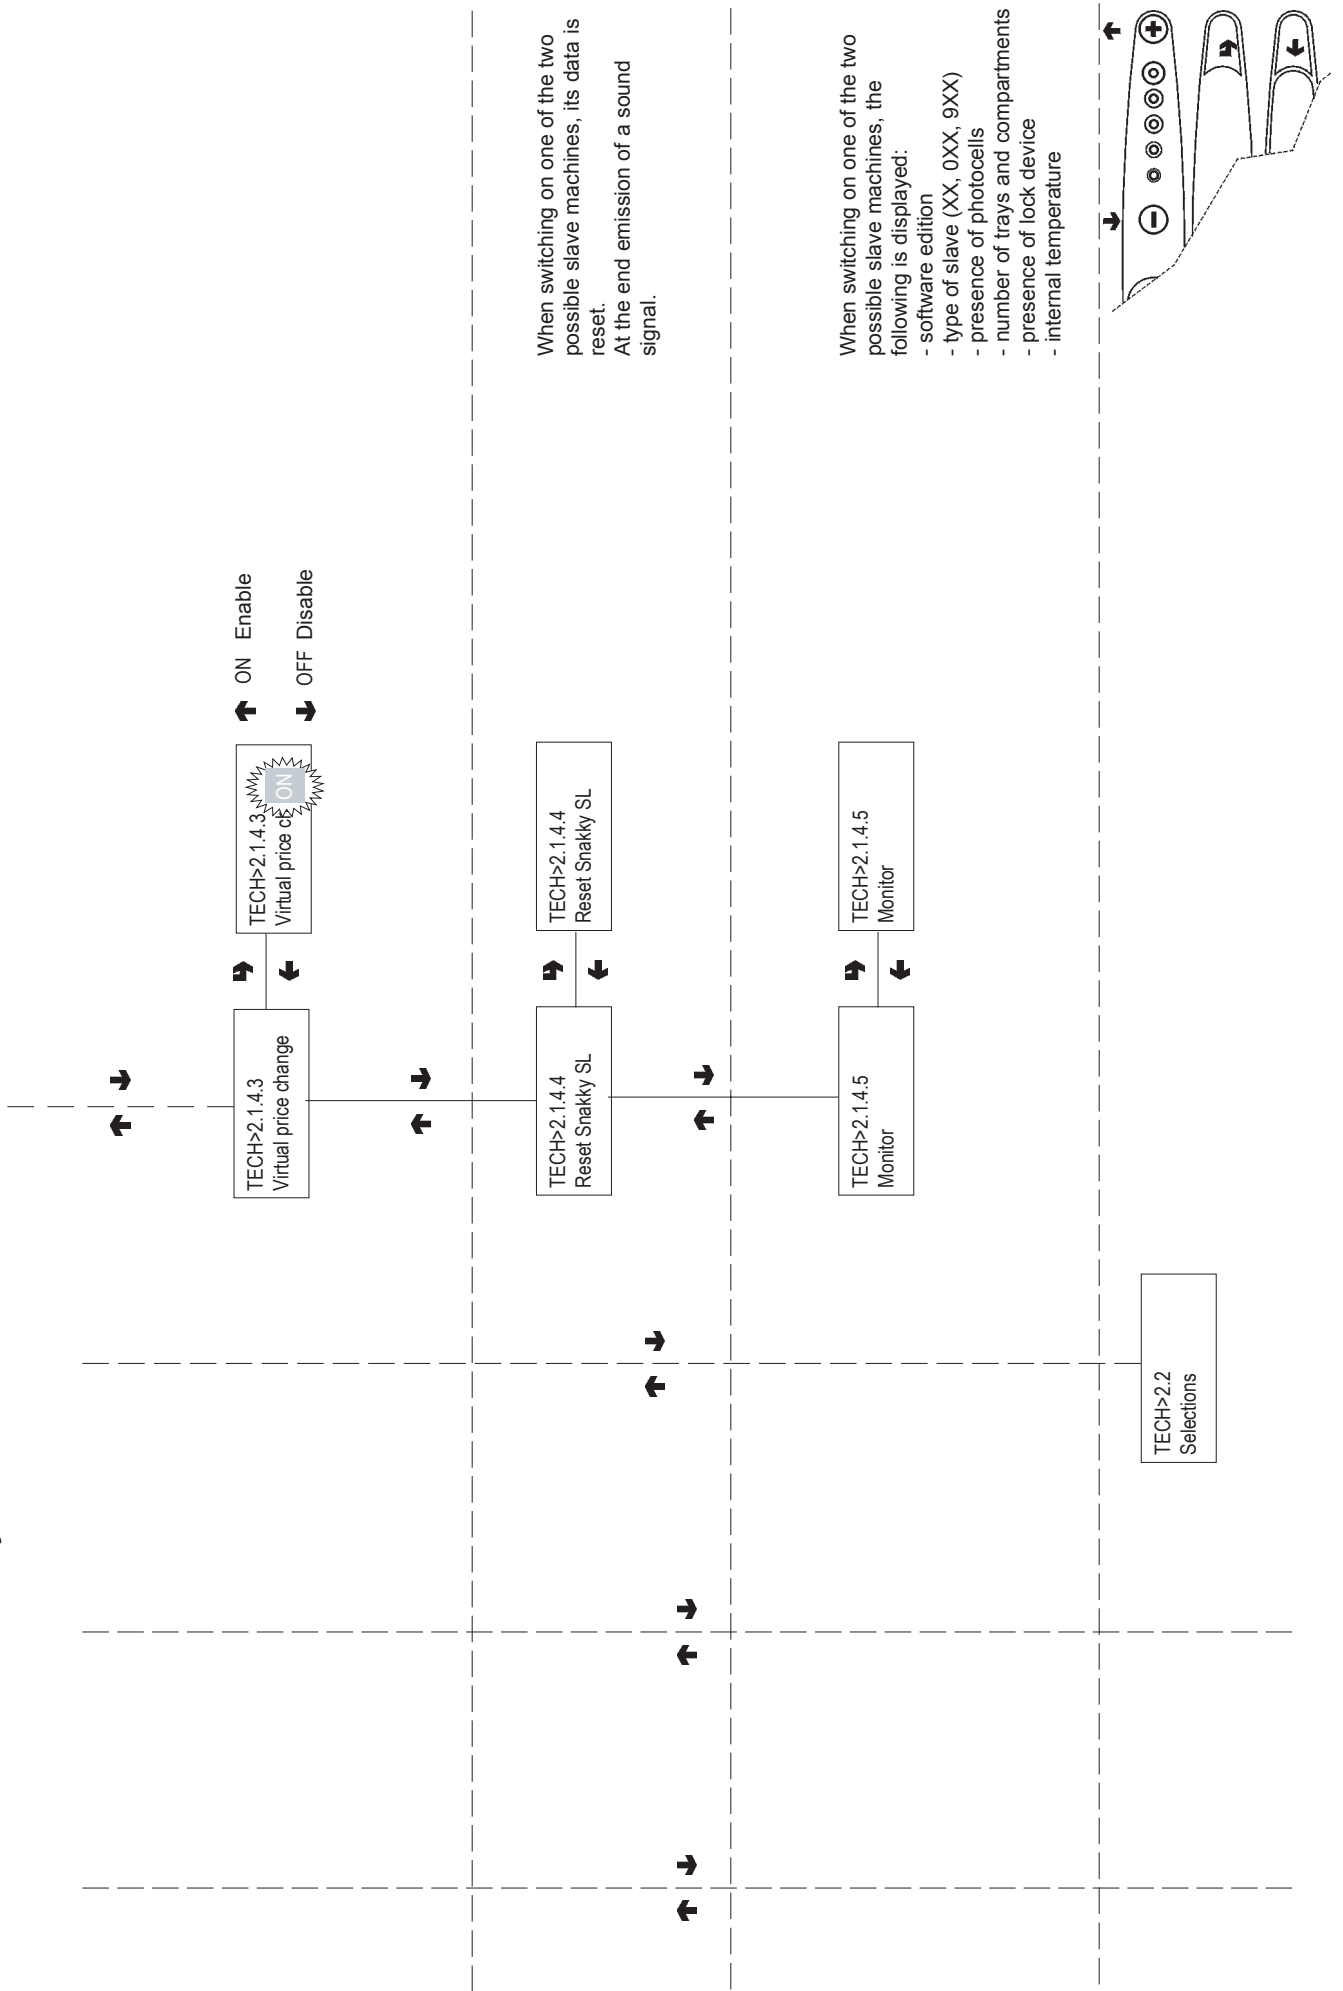 TECH>2.1.4.3
Virtual price change
TECH>2.1.4.3
Virtual price
ON
ON Enable
OFF Disable
TECH>2.1.4.4
Reset Snakky SL
TECH>2.1.4.4
Reset Snakky SL
When switching on one of the two
possible slave machines, its data is
reset.
At the end emission of a sound
signal.
TECH>2.1.4.5
Monitor
TECH>2.1.4.5
Monitor
When switching on one of the two
possible slave machines, the
following is displayed:
- software edition
- type of slave (XX, 0XX, 9XX)
- presence of photocells
- number of trays and compartments
- presence of lock device
- internal temperature
TECH>2.2
Selections